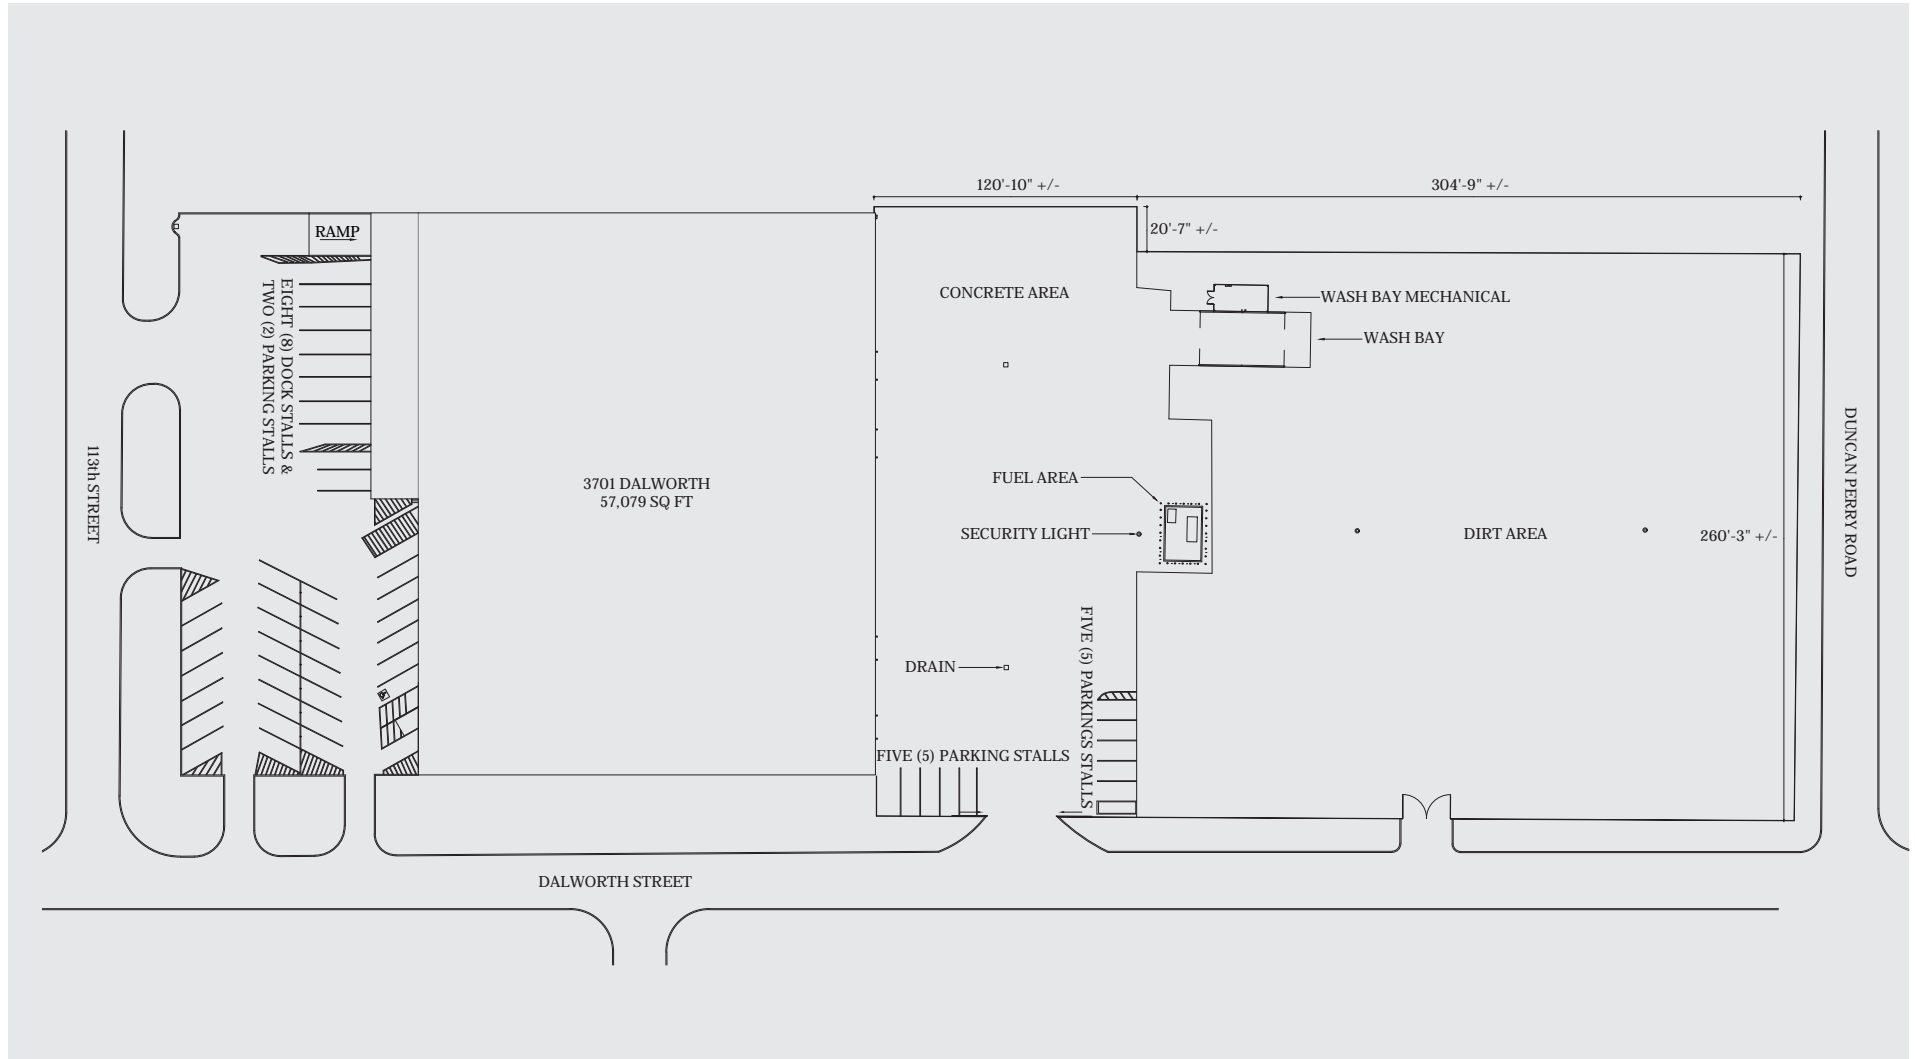 120'-10" +/-
304'-9" +/-
20'-7" +/-
RAMP
EIGHT (8) DOCK STALLS &
TWO (2) PARKING STALLS
CONCRETE AREA
WASH BAY MECHANICAL
WASH BAY
113th STREET
3701 DALWORTH
57,079 SQ FT
FUEL AREA
SECURITY LIGHT
DIRT AREA
260'-3" +/-
DUNCAN PERRY ROAD
DRAIN
FIVE (5) PARKINGS STALLS
FIVE (5) PARKING STALLS
DALWORTH STREET